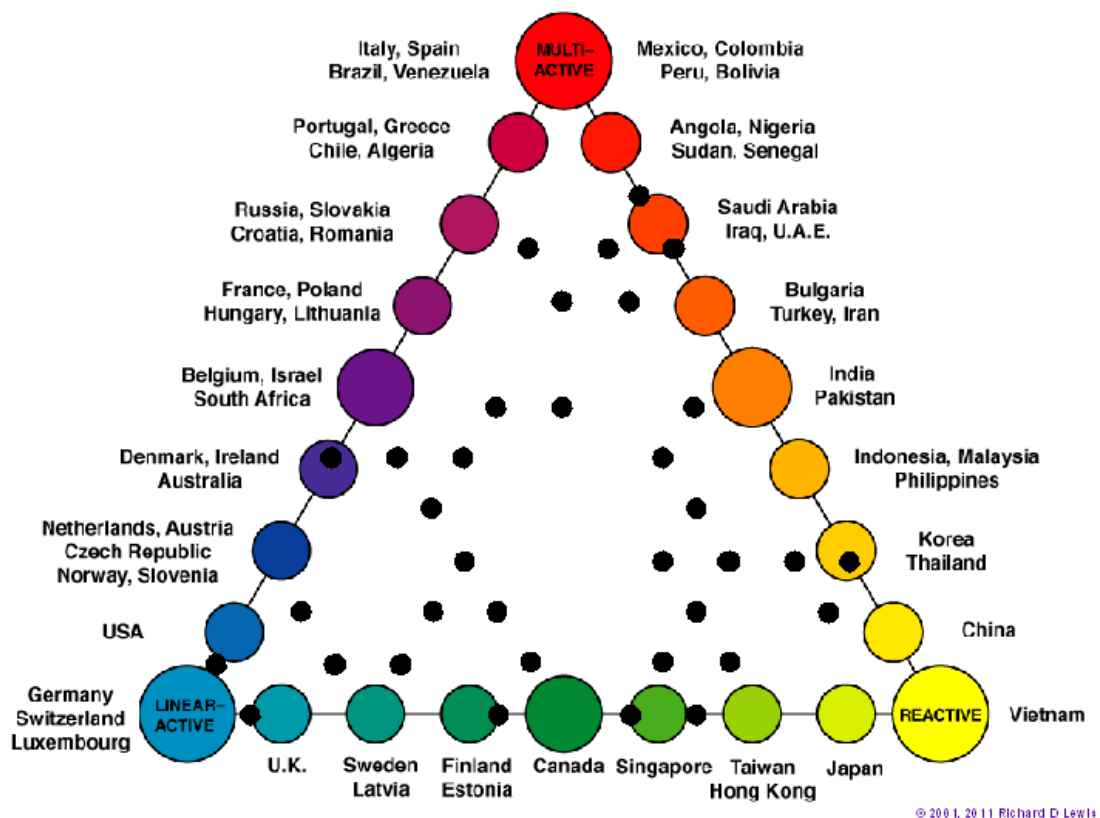 Italy, Spain
Brazil, Venezuela
MULTI-
ACTIVE
Mexico, Colombia
Peru, Bolivia
Portugal, Greece
Chile, Algeria
Angola, Nigeria
Sudan, Senegal
Russia, Slovakia
Croatia, Romania
Saudi Arabia
Iraq, U.A.E.
France, Poland
Hungary, Lithuania
Bulgaria
Turkey, Iran
Belgium, Israel
South Africa
India
Pakistan
Denmark, Ireland
Australia
Indonesia, Malaysia
Philippines
Netherlands, Austria
Czech Republic
Norway, Slovenia
Korea
Thailand
USA
China
Germany
Switzerland
Luxembourg
LINEAR-
ACTIVE
REACTIVE
Vietnam
U.K.
Sweden
Latvia
Finland
Estonia
Canada
Singapore
Taiwan
Hong Kong
Japan
© 2001, 2011 Richard D Lewis